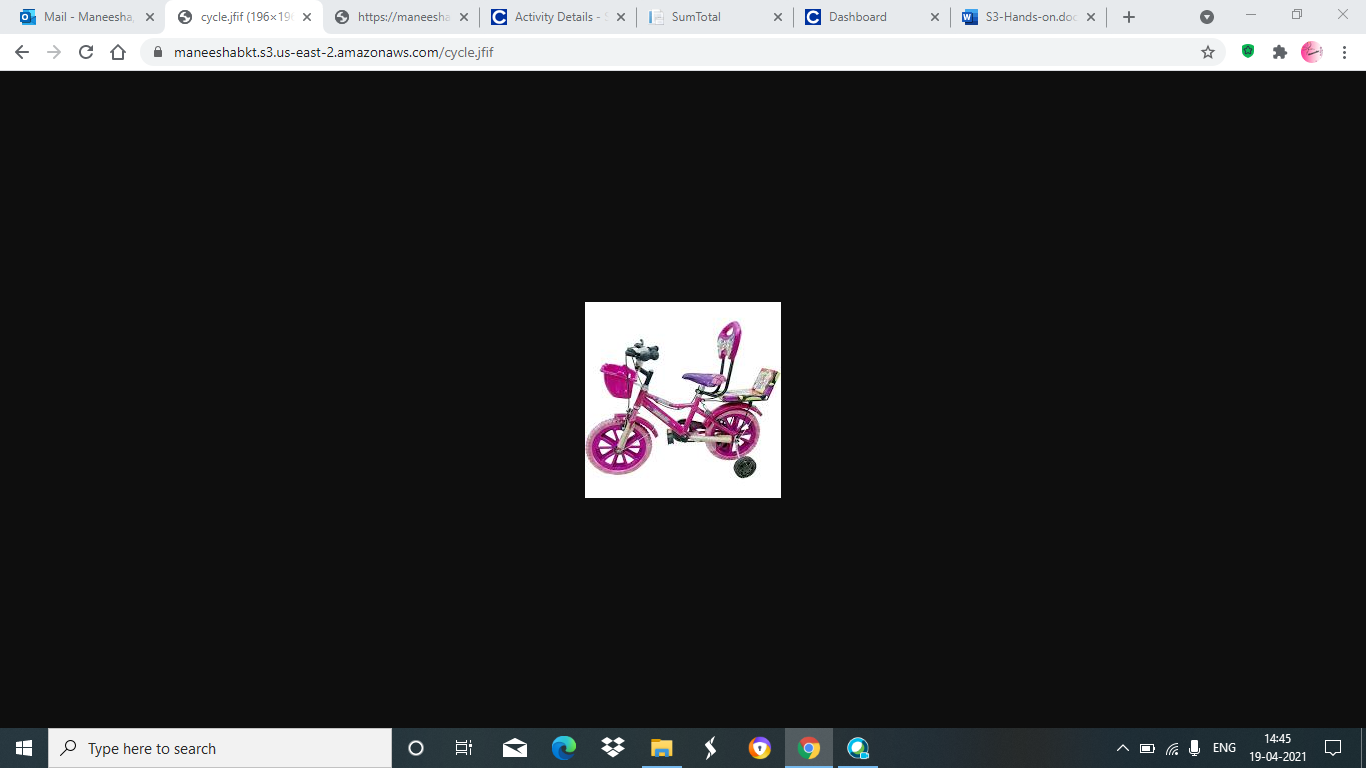 Mail - Maneesha,
cycle.jfif (196×196
https://maneesha
Activity Details - S
SumTotal
Dashboard
S3-Hands-on.doc
maneeshabkt.s3.us-east-2.amazonaws.com/cycle.jfif
Type here to search
ENG
14:45
19-04-2021